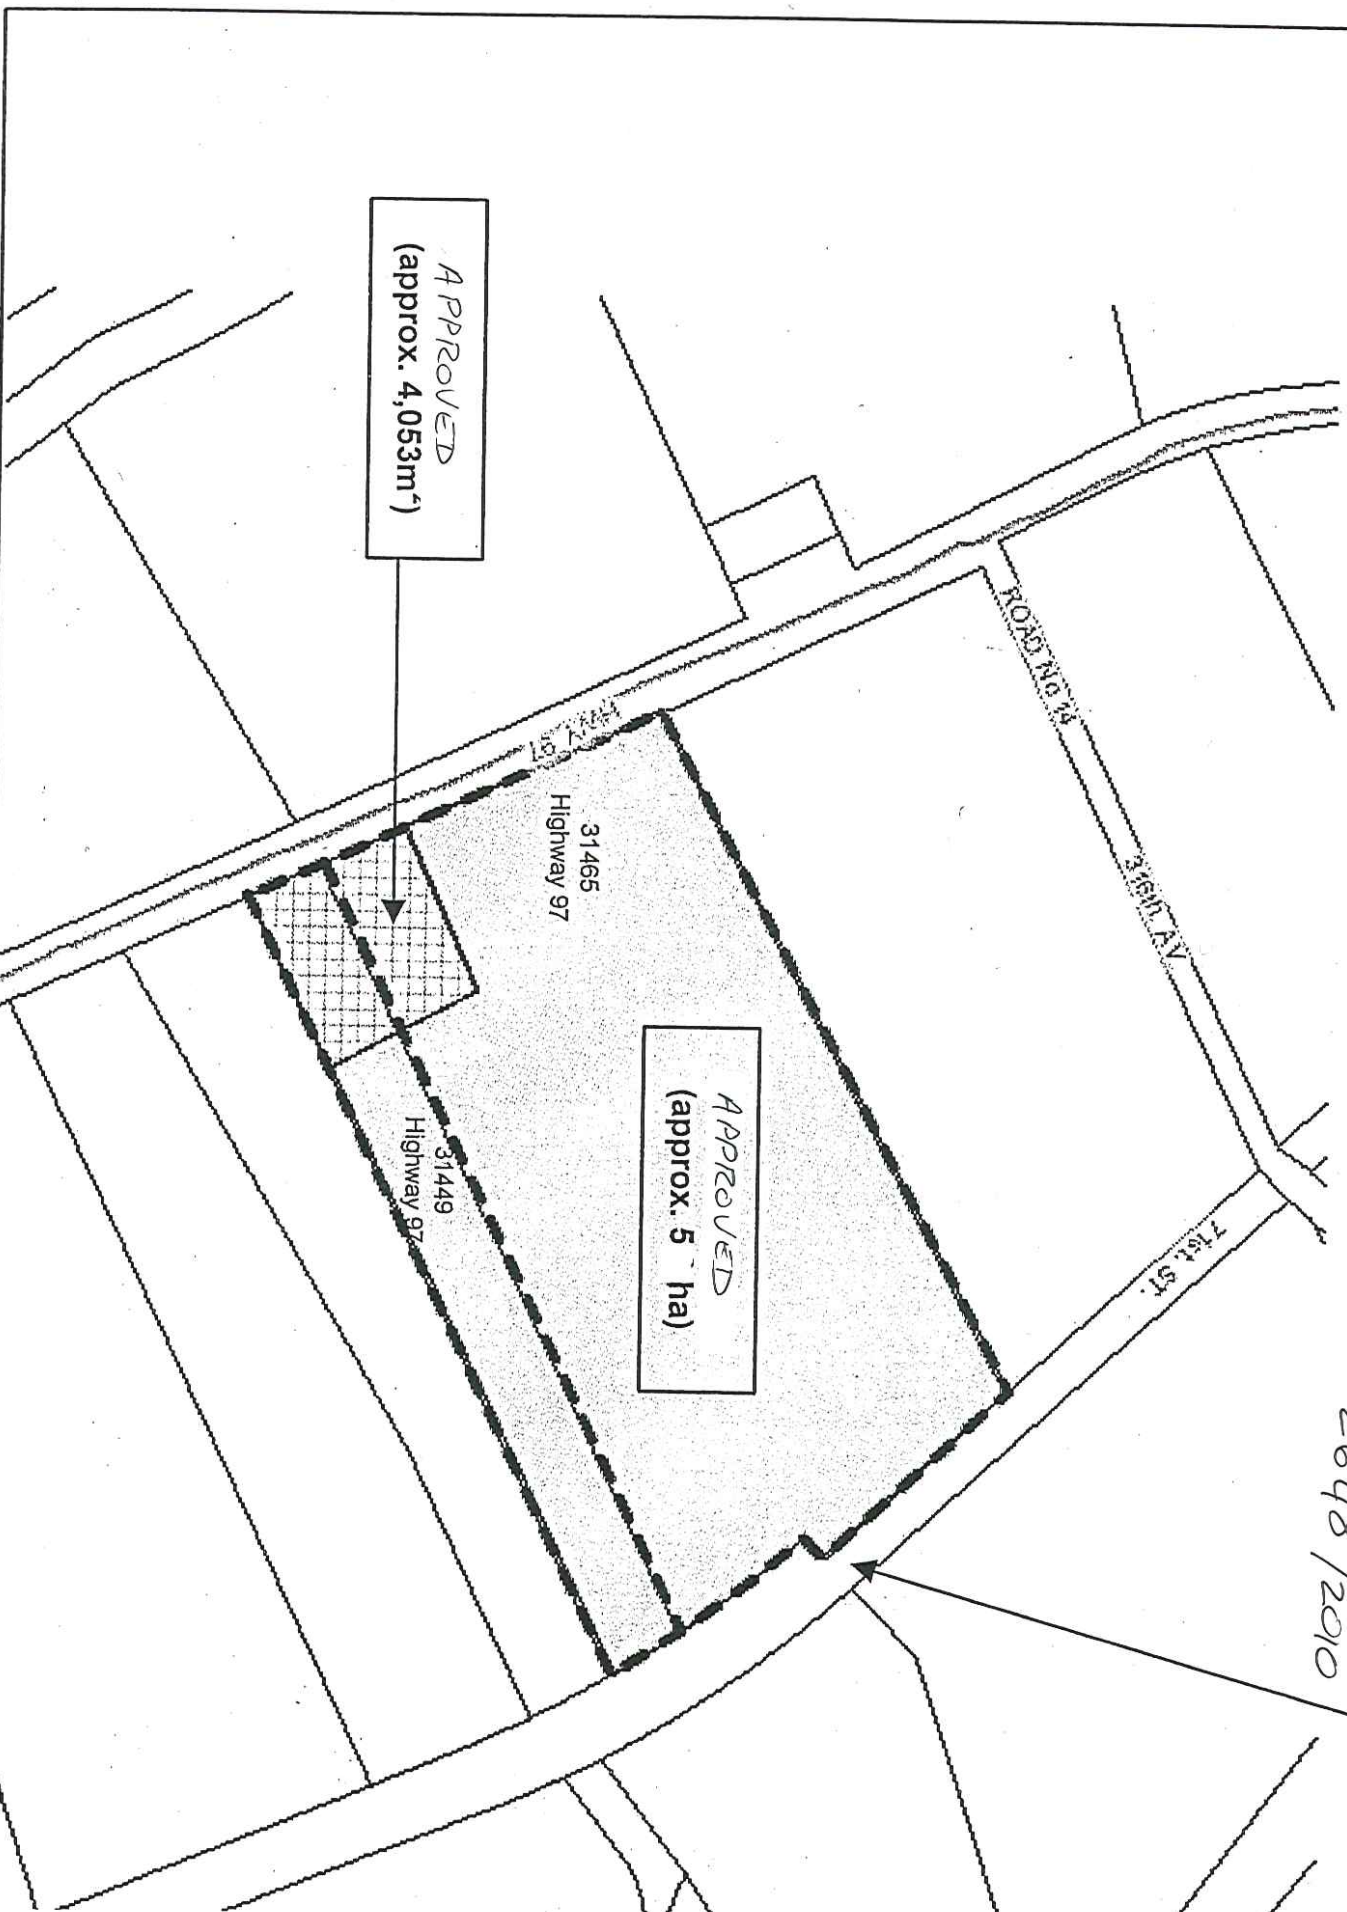 2648/2010
ROAD No 14
316th AV
71st. ST.
APPROVED
(approx. 5 ha)
31465
Highway 97
HWY 97
31449
Highway 97
APPROVED
(approx. 4,053m²)